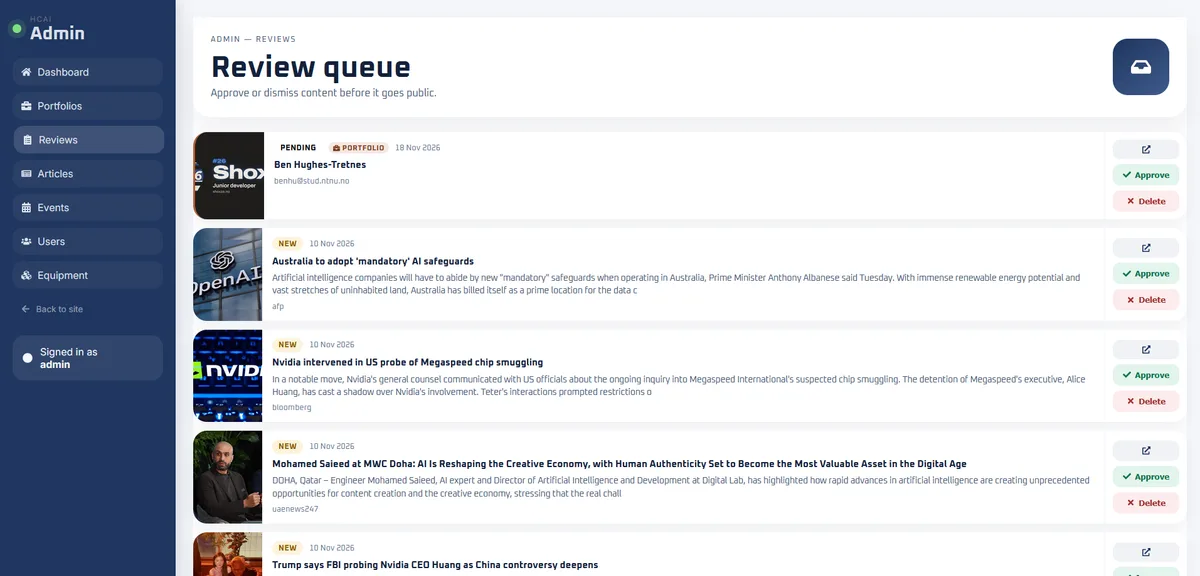 HCAI
Admin
Dashboard
Portfolios
Reviews
Articles
Events
Users
Equipment
Back to site
Signed in as
admin
ADMIN — REVIEWS
Review queue
Approve or dismiss content before it goes public.
#26
Shox
Junior developer
PENDING PORTFOLIO 18 Nov 2026
Ben Hughes-Tretnes
benhu@stud.ntnu.no
Approve
Delete
OpenAI
NEW 10 Nov 2026
Australia to adopt 'mandatory' AI safeguards
Artificial intelligence companies will have to abide by new "mandatory" safeguards when operating in Australia, Prime Minister Anthony Albanese said Tuesday. With immense renewable energy potential and
vast stretches of uninhabited land, Australia has billed itself as a prime location for the data c
afp
Approve
Delete
NVIDI
NEW 10 Nov 2026
Nvidia intervened in US probe of Megaspeed chip smuggling
In a notable move, Nvidia's general counsel communicated with US officials about the ongoing inquiry into Megaspeed International's suspected chip smuggling. The detention of Megaspeed's executive, Alice
Huang, has cast a shadow over Nvidia's involvement. Teter's interactions prompted restrictions o
bloomberg
Approve
Delete
NEW 10 Nov 2026
Mohamed Saieed at MWC Doha: AI Is Reshaping the Creative Economy, with Human Authenticity Set to Become the Most Valuable Asset in the Digital Age
DOHA, Qatar – Engineer Mohamed Saieed, AI expert and Director of Artificial Intelligence and Development at Digital Lab, has highlighted how rapid advances in artificial intelligence are creating unprecedented
opportunities for content creation and the creative economy, stressing that the real chall
uaenews247
Approve
Delete
NEW 10 Nov 2026
Trump says FBI probing Nvidia CEO Huang as China controversy deepens